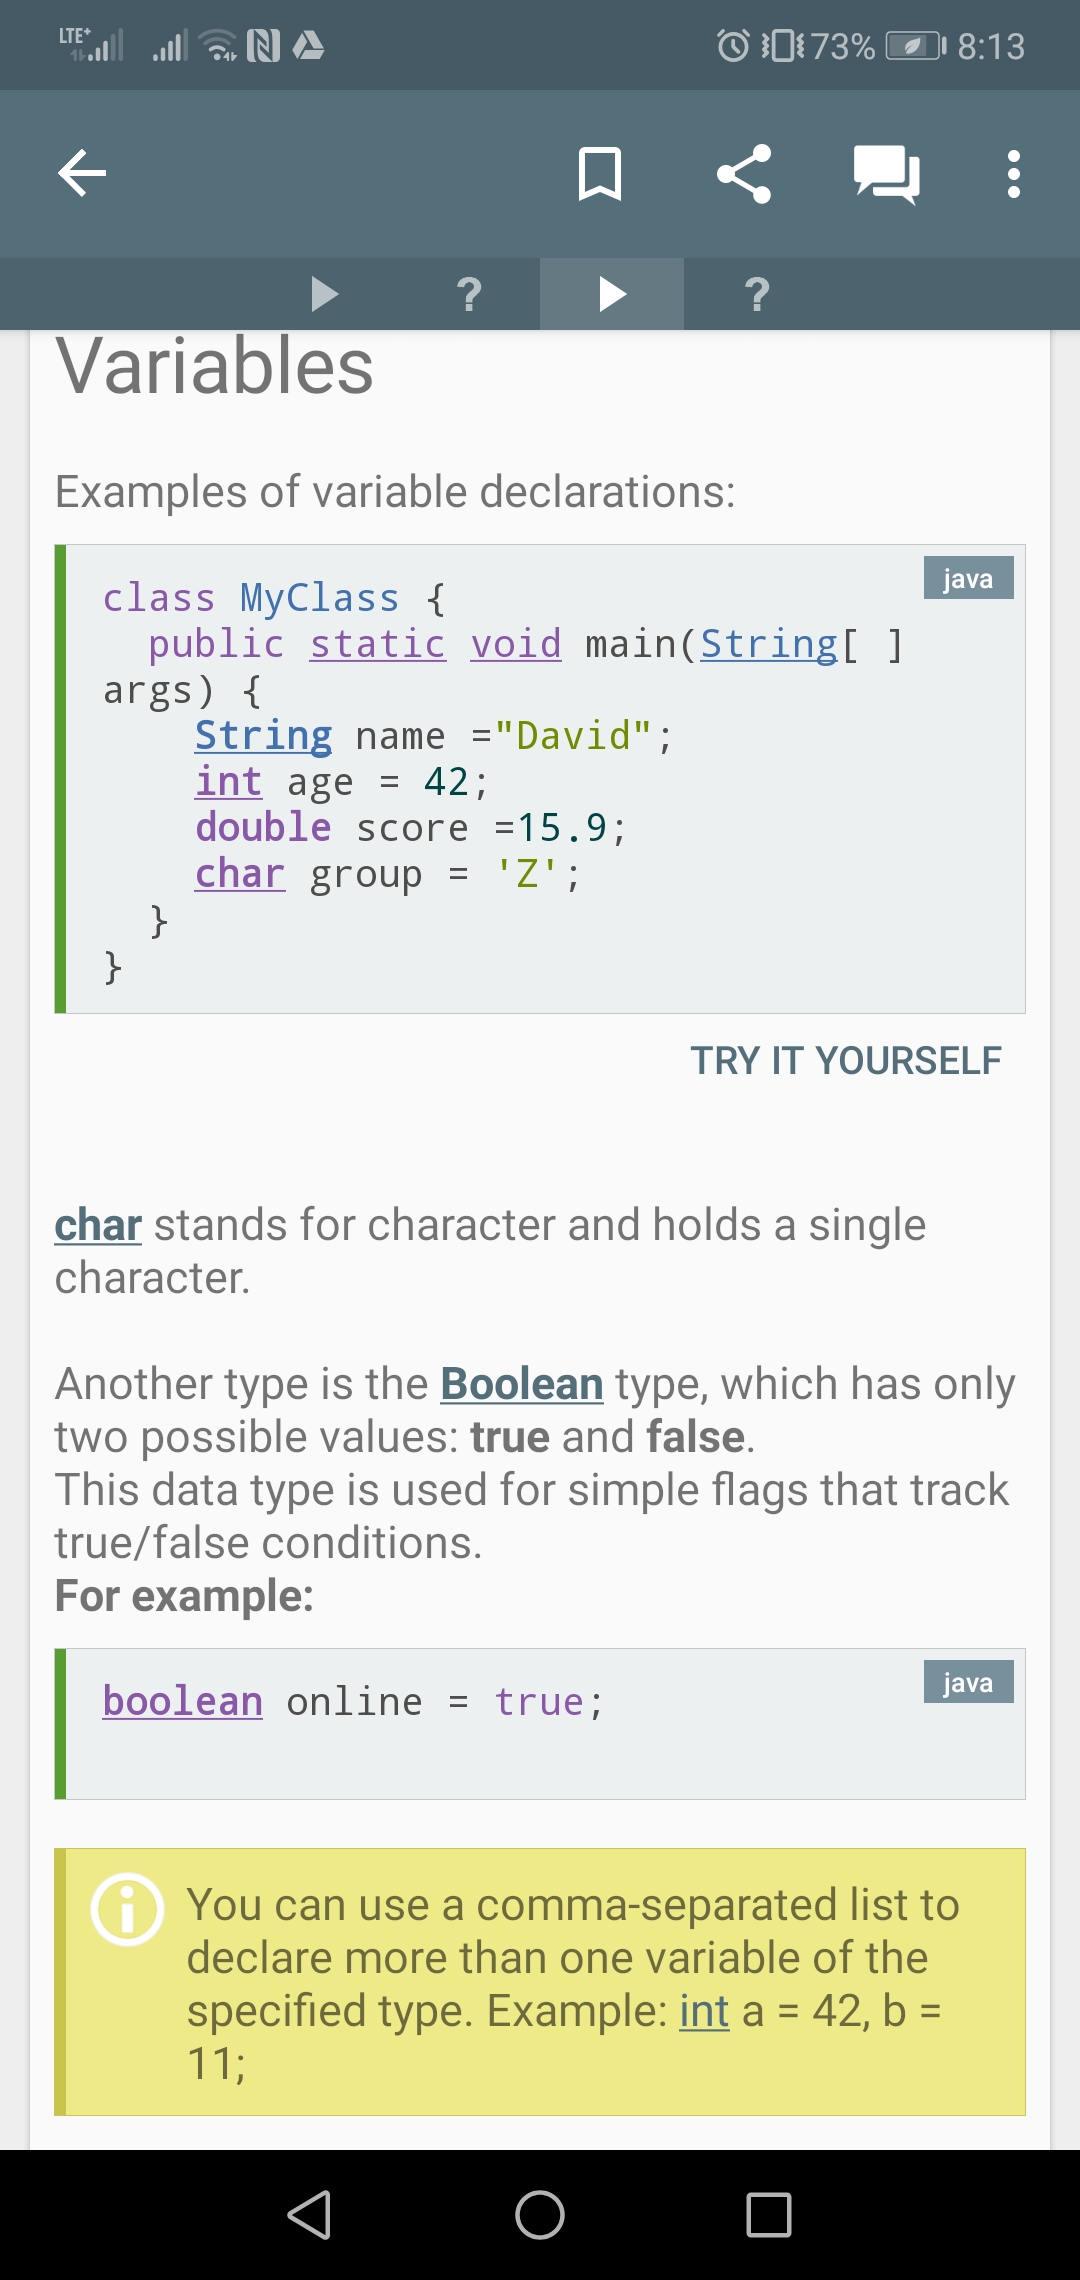 LTE+ 73% 8:13
? ?
Variables
Examples of variable declarations:
java
class MyClass {
public static void main(String[ ]
args) {
String name ="David";
int age = 42;
double score =15.9;
char group = 'Z';
}
}
TRY IT YOURSELF
char stands for character and holds a single
character.
Another type is the Boolean type, which has only
two possible values: true and false.
This data type is used for simple flags that track
true/false conditions.
For example:
java
boolean online = true;
You can use a comma-separated list to
declare more than one variable of the
specified type. Example: int a = 42, b =
11;